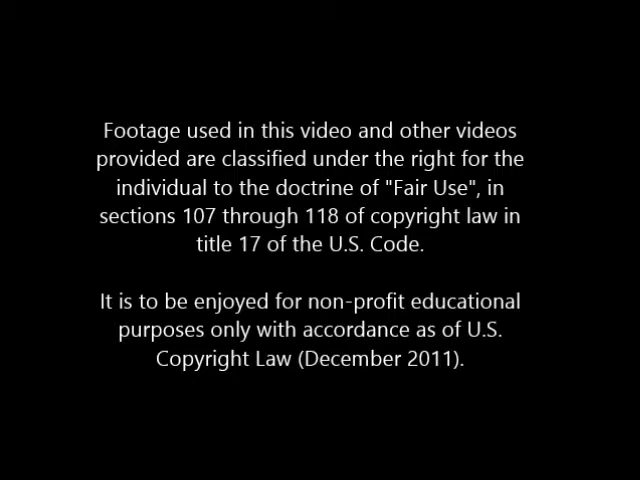 Footage used in this video and other videos
provided are classified under the right for the
individual to the doctrine of "Fair Use", in
sections 107 through 118 of copyright law in
title 17 of the U.S. Code.
It is to be enjoyed for non-profit educational
purposes only with accordance as of U.S.
Copyright Law (December 2011).